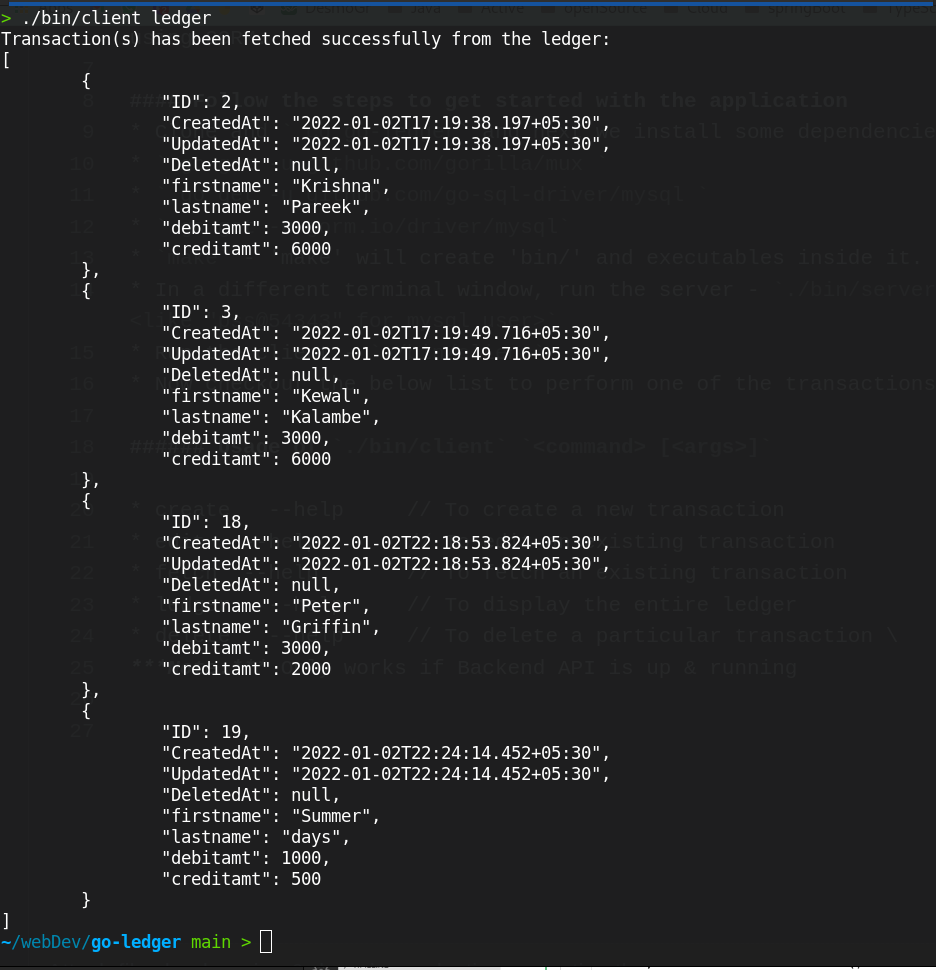 > ./bin/client ledger
Transaction(s) has been fetched successfully from the ledger:
[
{
"ID": 2,
"CreatedAt": "2022-01-02T17:19:38.197+05:30",
"UpdatedAt": "2022-01-02T17:19:38.197+05:30",
"DeletedAt": null,
"firstname": "Krishna",
"lastname": "Pareek",
"debitamt": 3000,
"creditamt": 6000
},
{
"ID": 3,
"CreatedAt": "2022-01-02T17:19:49.716+05:30",
"UpdatedAt": "2022-01-02T17:19:49.716+05:30",
"DeletedAt": null,
"firstname": "Kewal",
"lastname": "Kalambe",
"debitamt": 3000,
"creditamt": 6000
},
{
"ID": 18,
"CreatedAt": "2022-01-02T22:18:53.824+05:30",
"UpdatedAt": "2022-01-02T22:18:53.824+05:30",
"DeletedAt": null,
"firstname": "Peter",
"lastname": "Griffin",
"debitamt": 3000,
"creditamt": 2000
},
{
"ID": 19,
"CreatedAt": "2022-01-02T22:24:14.452+05:30",
"UpdatedAt": "2022-01-02T22:24:14.452+05:30",
"DeletedAt": null,
"firstname": "Summer",
"lastname": "days",
"debitamt": 1000,
"creditamt": 500
}
]
~/webDev/go-ledger main >